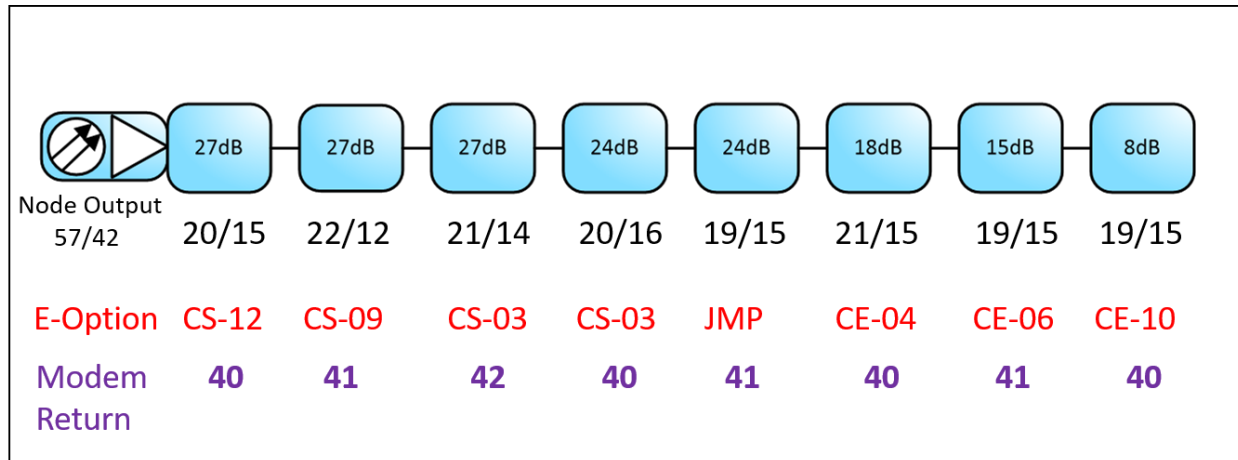 27dB 27dB 27dB 24dB 24dB 18dB 15dB 8dB
Node Output
57/42
20/15 22/12 21/14 20/16 19/15 21/15 19/15 19/15
E-Option CS-12 CS-09 CS-03 CS-03 JMP CE-04 CE-06 CE-10
Modem 40 41 42 40 41 40 41 40
Return